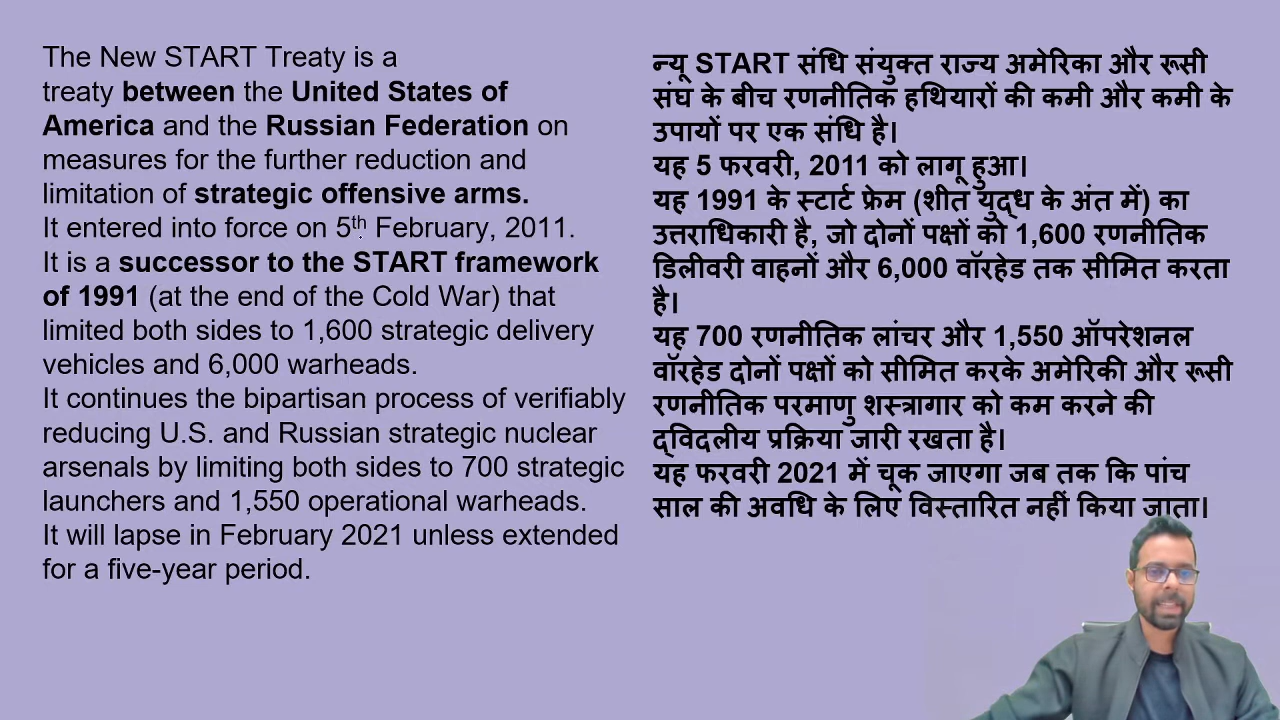 The New START Treaty is a
treaty between the United States of
America and the Russian Federation on
measures for the further reduction and
limitation of strategic offensive arms.
It entered into force on 5th February, 2011.
It is a successor to the START framework
of 1991 (at the end of the Cold War) that
limited both sides to 1,600 strategic delivery
vehicles and 6,000 warheads.
It continues the bipartisan process of verifiably
reducing U.S. and Russian strategic nuclear
arsenals by limiting both sides to 700 strategic
launchers and 1,550 operational warheads.
It will lapse in February 2021 unless extended
for a five-year period.
न्यू START संधि संयुक्त राज्य अमेरिका और रूसी
संघ के बीच रणनीतिक हथियारों की कमी और कमी के
उपायों पर एक संधि है।
यह 5 फरवरी, 2011 को लागू हुआ।
यह 1991 के स्टार्ट फ्रेम (शीत युद्ध के अंत में) का
उत्तराधिकारी है, जो दोनों पक्षों को 1,600 रणनीतिक
डिलीवरी वाहनों और 6,000 वॉरहेड तक सीमित करता
है।
यह 700 रणनीतिक लांचर और 1,550 ऑपरेशनल
वॉरहेड दोनों पक्षों को सीमित करके अमेरिकी और रूसी
रणनीतिक परमाणु शस्त्रागार को कम करने की
द्विदलीय प्रक्रिया जारी रखता है।
यह फरवरी 2021 में चूक जाएगा जब तक कि पांच
साल की अवधि के लिए विस्तारित नहीं किया जाता।